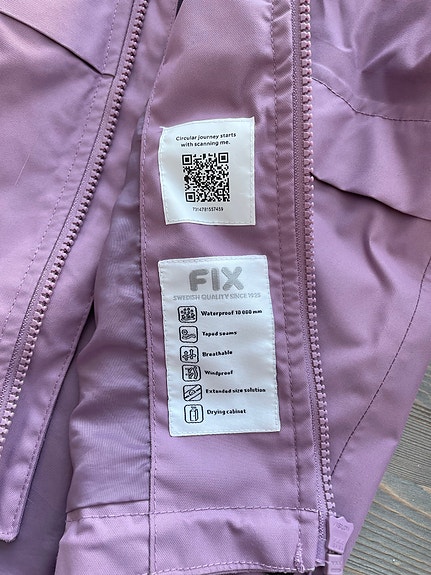 Circular journey starts
with scanning me.
7314781557459
FIX
SWEDISH QUALITY SINCE 1938
Waterproof 10 000 mm
Taped seams
Breathable
Windproof
Extended size solution
Drying cabinet